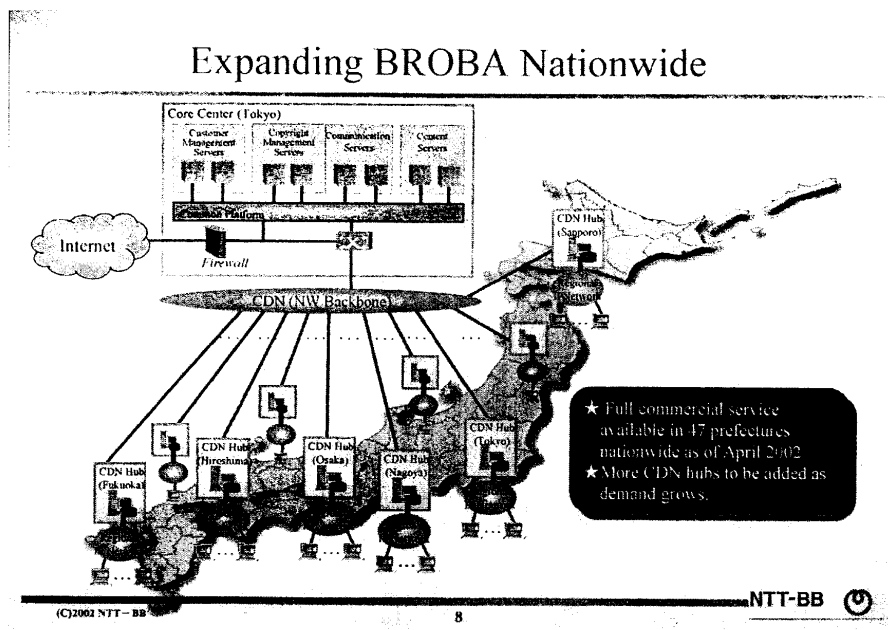 Expanding BROBA Nationwide
Core Center (Tokyo)
Customer
Management
Servers
Copyright
Management
Servers
Communication
Servers
Content
Servers
Common Platform
Internet
Firewall
CDN (NW Backbone)
CDN Hub
(Sapporo)
Regional
Network
CDN Hub
(Fukuoka)
CDN Hub
(Hiroshima)
CDN Hub
(Osaka)
CDN Hub
(Nagoya)
CDN Hub
(Tokyo)
★ Full commercial service
available in 47 prefectures
nationwide as of April 2002
★More CDN hubs to be added as
demand grows.
(C)2002 NTT-BB
8
NTT-BB